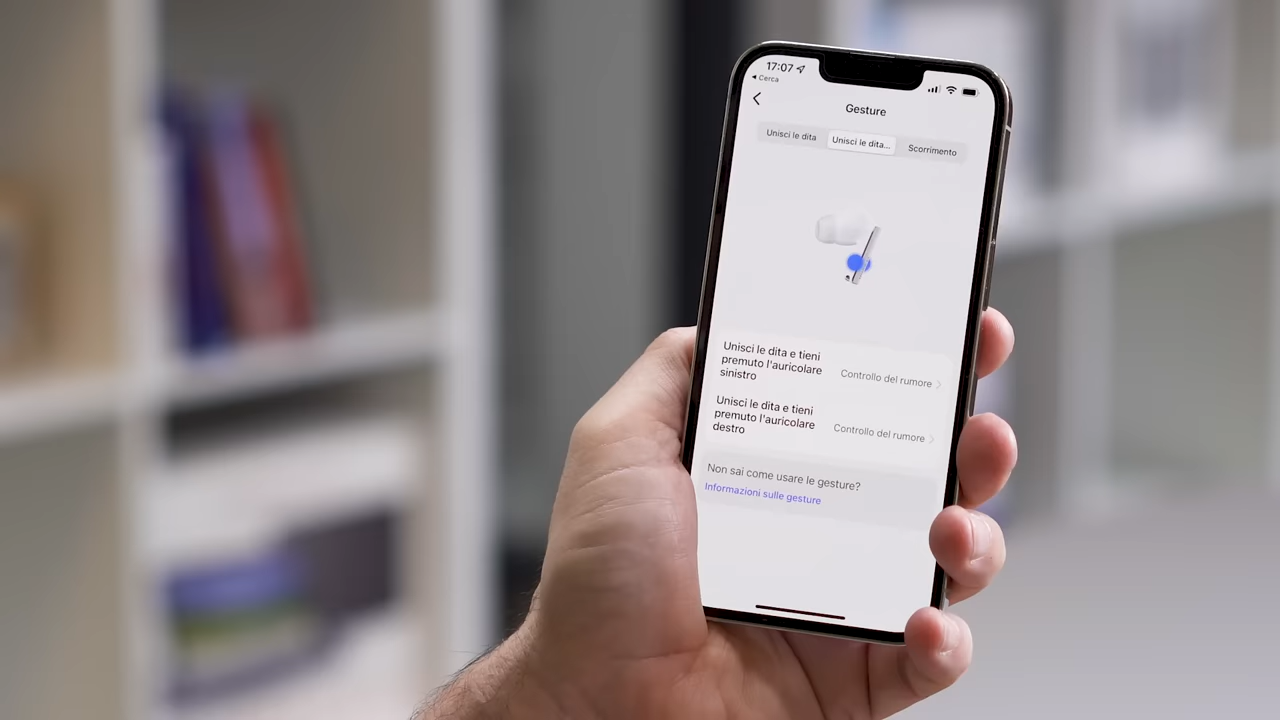 17:07
Cerca
Gesture
Unisci le dita
Unisci le dita...
Scorrimento
Unisci le dita e tieni
premuto l'auricolare
sinistro
Controllo del rumore
Unisci le dita e tieni
premuto l'auricolare
destro
Controllo del rumore
Non sai come usare le gesture?
Informazioni sulle gesture